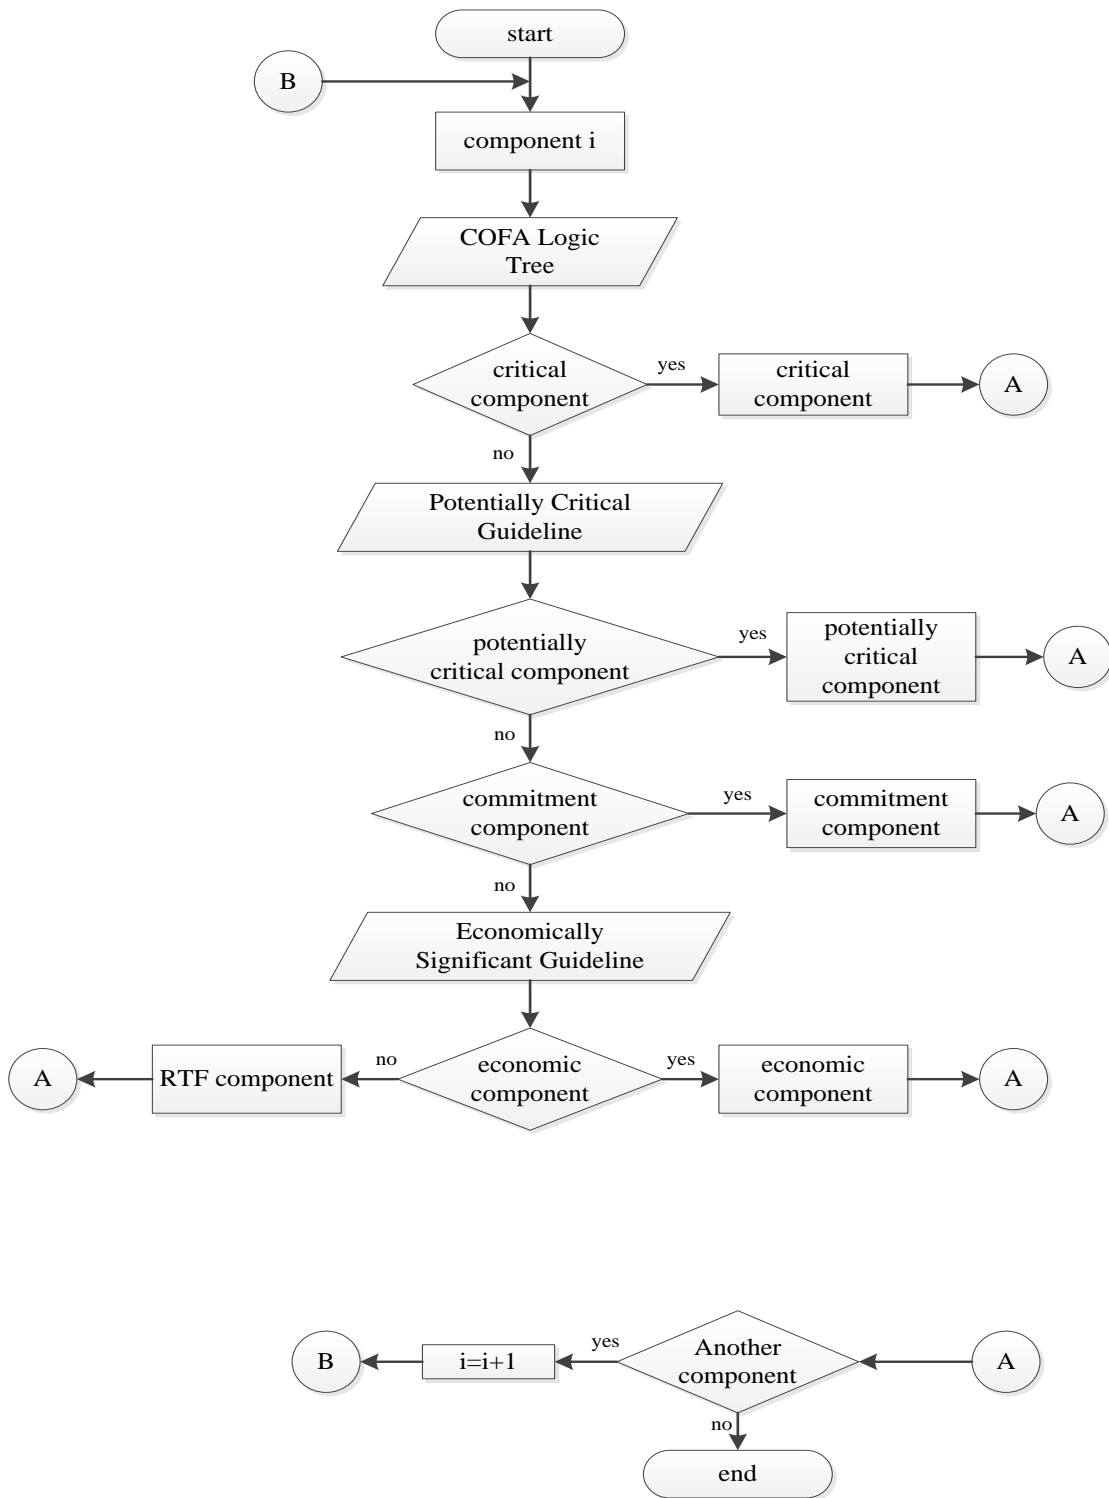 start
B
component i
COFA Logic
Tree
critical
component
yes
critical
component
A
no
Potentially Critical
Guideline
potentially
critical component
yes
potentially
critical
component
A
no
commitment
component
yes
commitment
component
A
no
Economically
Significant Guideline
A
RTF component
no
economic
component
yes
economic
component
A
B
i=i+1
yes
Another
component
A
no
end